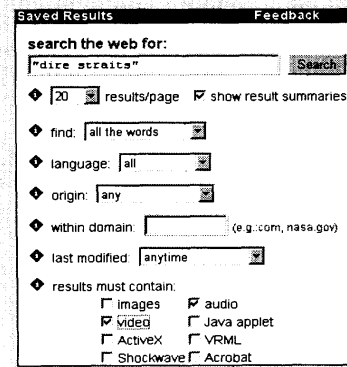 Saved Results Feedback
search the web for:
"dire straits" Search
20 results/page show result summaries
find: all the words
language: all
origin: any
within domain: (e.g.:com, nasa.gov)
last modified: anytime
results must contain:
images audio
video Java applet
ActiveX VRML
Shockwave Acrobat